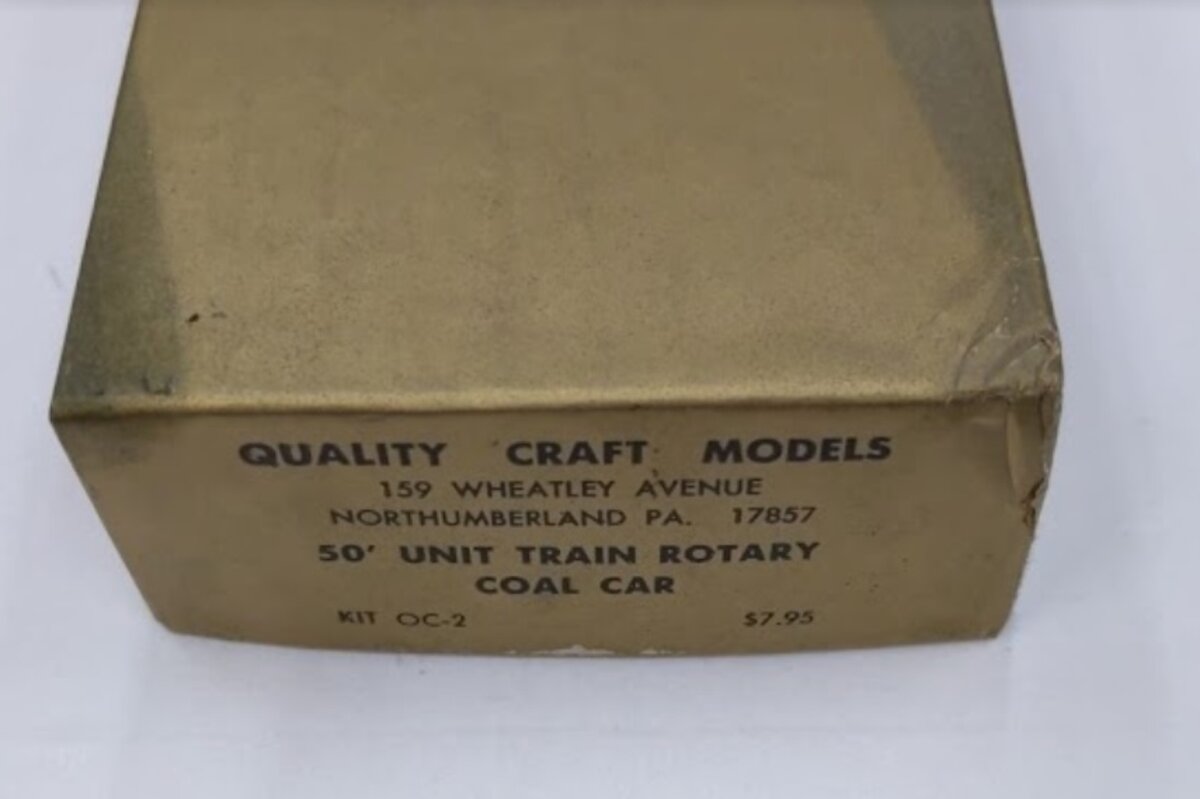 QUALITY CRAFT MODELS
159 WHEATLEY AVENUE
NORTHUMBERLAND PA. 17857
50' UNIT TRAIN ROTARY
COAL CAR
KIT OC-2 $7.95